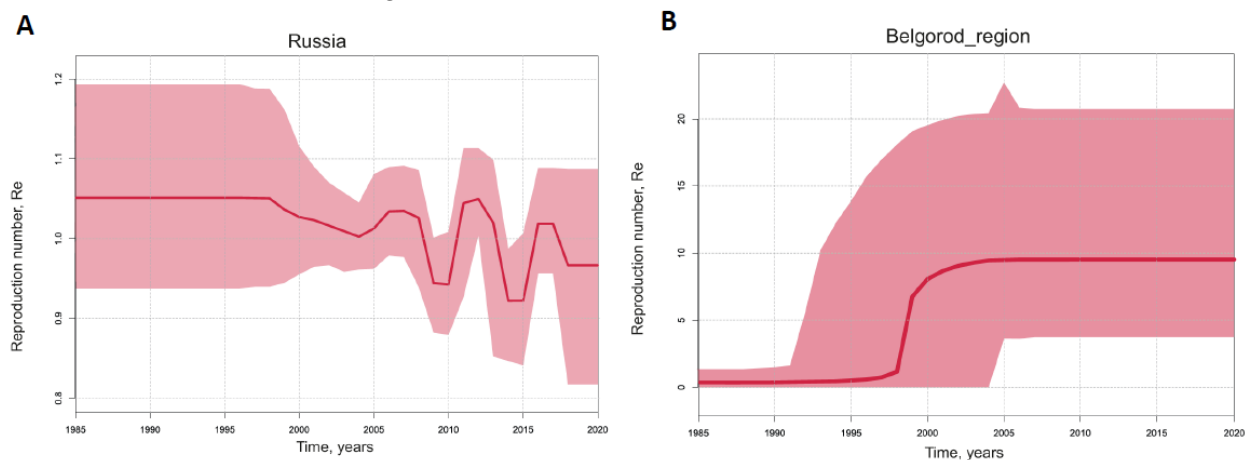 A
Russia
Reproduction number, Re
1.2
1.1
1.0
0.9
0.8
1985 1990 1995 2000 2005 2010 2015 2020
Time, years
B
Belgorod_region
Reproduction number, Re
20
15
10
5
0
1985 1990 1995 2000 2005 2010 2015 2020
Time, years